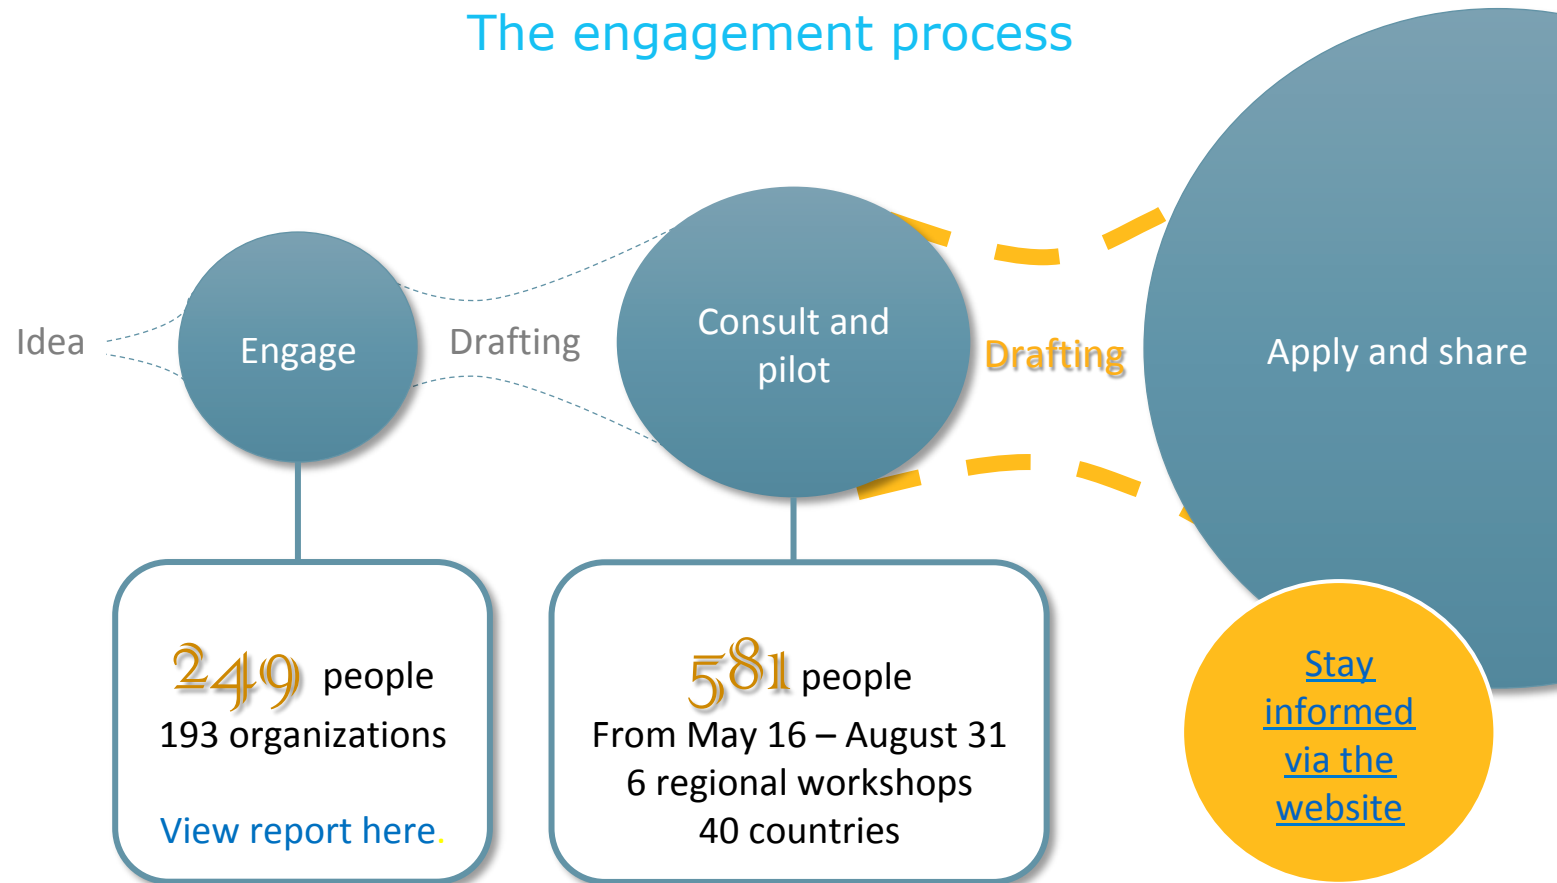 The engagement process
Idea
Engage
Drafting
Consult and
pilot
Drafting
Apply and share
249 people
193 organizations
View report here.
581 people
From May 16 – August 31
6 regional workshops
40 countries
Stay
informed
via the
website